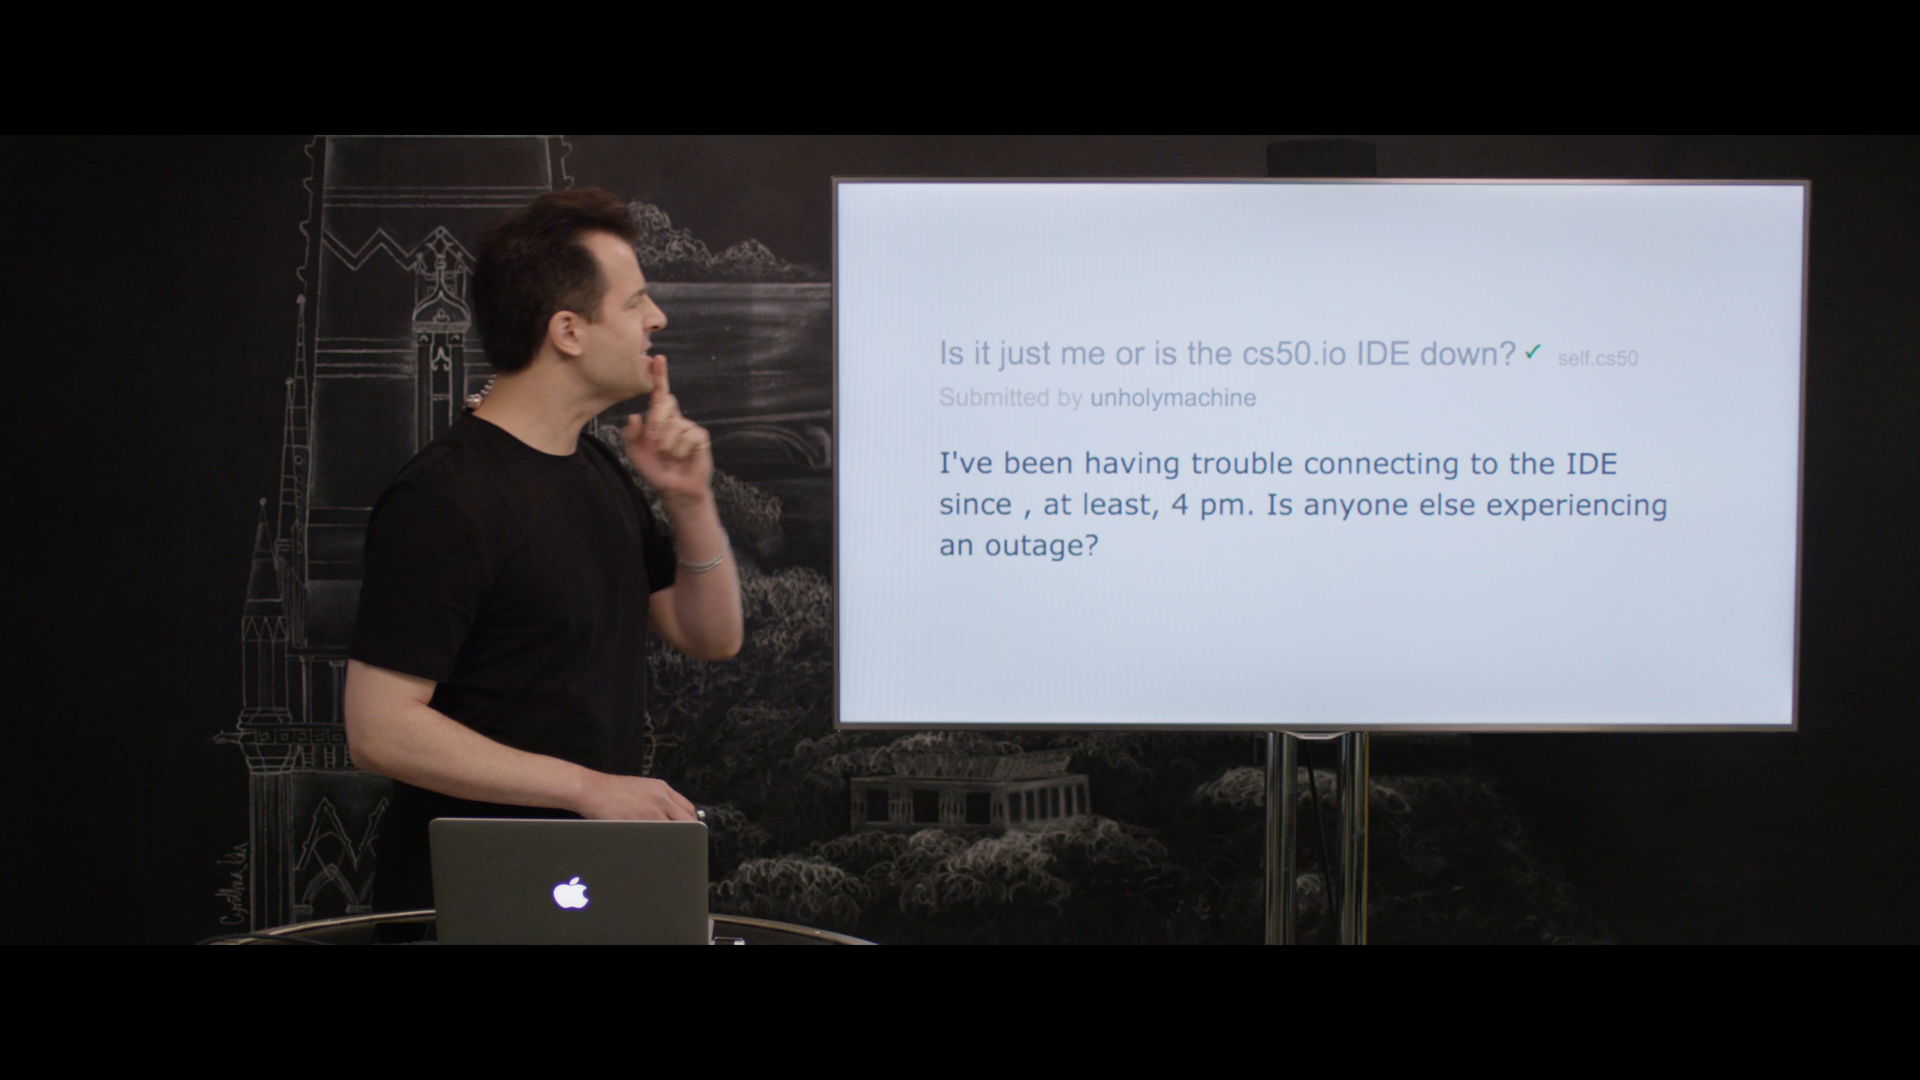 Is it just me or is the cs50.io IDE down? ✓ self.cs50
Submitted by unholymachine
I've been having trouble connecting to the IDE
since , at least, 4 pm. Is anyone else experiencing
an outage?